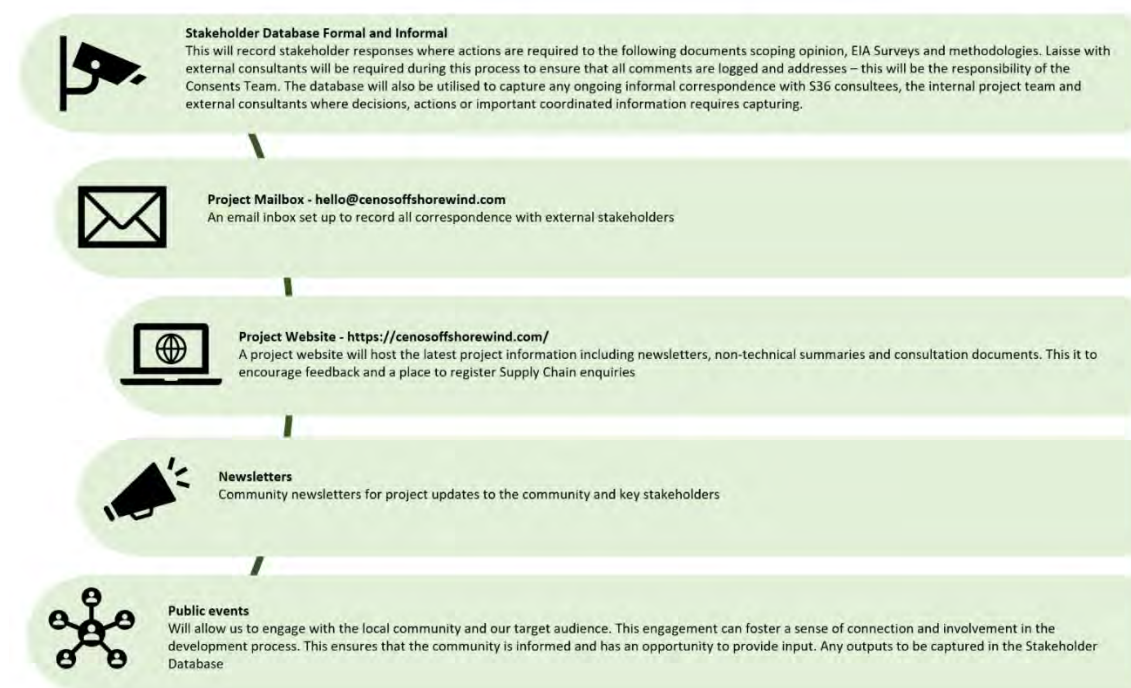 Stakeholder Database Formal and Informal
This will record stakeholder responses where actions are required to the following documents scoping opinion, EIA Surveys and methodologies. Laisse with
external consultants will be required during this process to ensure that all comments are logged and addresses – this will be the responsibility of the
Consents Team. The database will also be utilised to capture any ongoing informal correspondence with S36 consultees, the internal project team and
external consultants where decisions, actions or important coordinated information requires capturing.
Project Mailbox - hello@cenosoffshorewind.com
An email inbox set up to record all correspondence with external stakeholders
Project Website - https://cenosoffshorewind.com/
A project website will host the latest project information including newsletters, non-technical summaries and consultation documents. This it to
encourage feedback and a place to register Supply Chain enquiries
Newsletters
Community newsletters for project updates to the community and key stakeholders
Public events
Will allow us to engage with the local community and our target audience. This engagement can foster a sense of connection and involvement in the
development process. This ensures that the community is informed and has an opportunity to provide input. Any outputs to be captured in the Stakeholder
Database